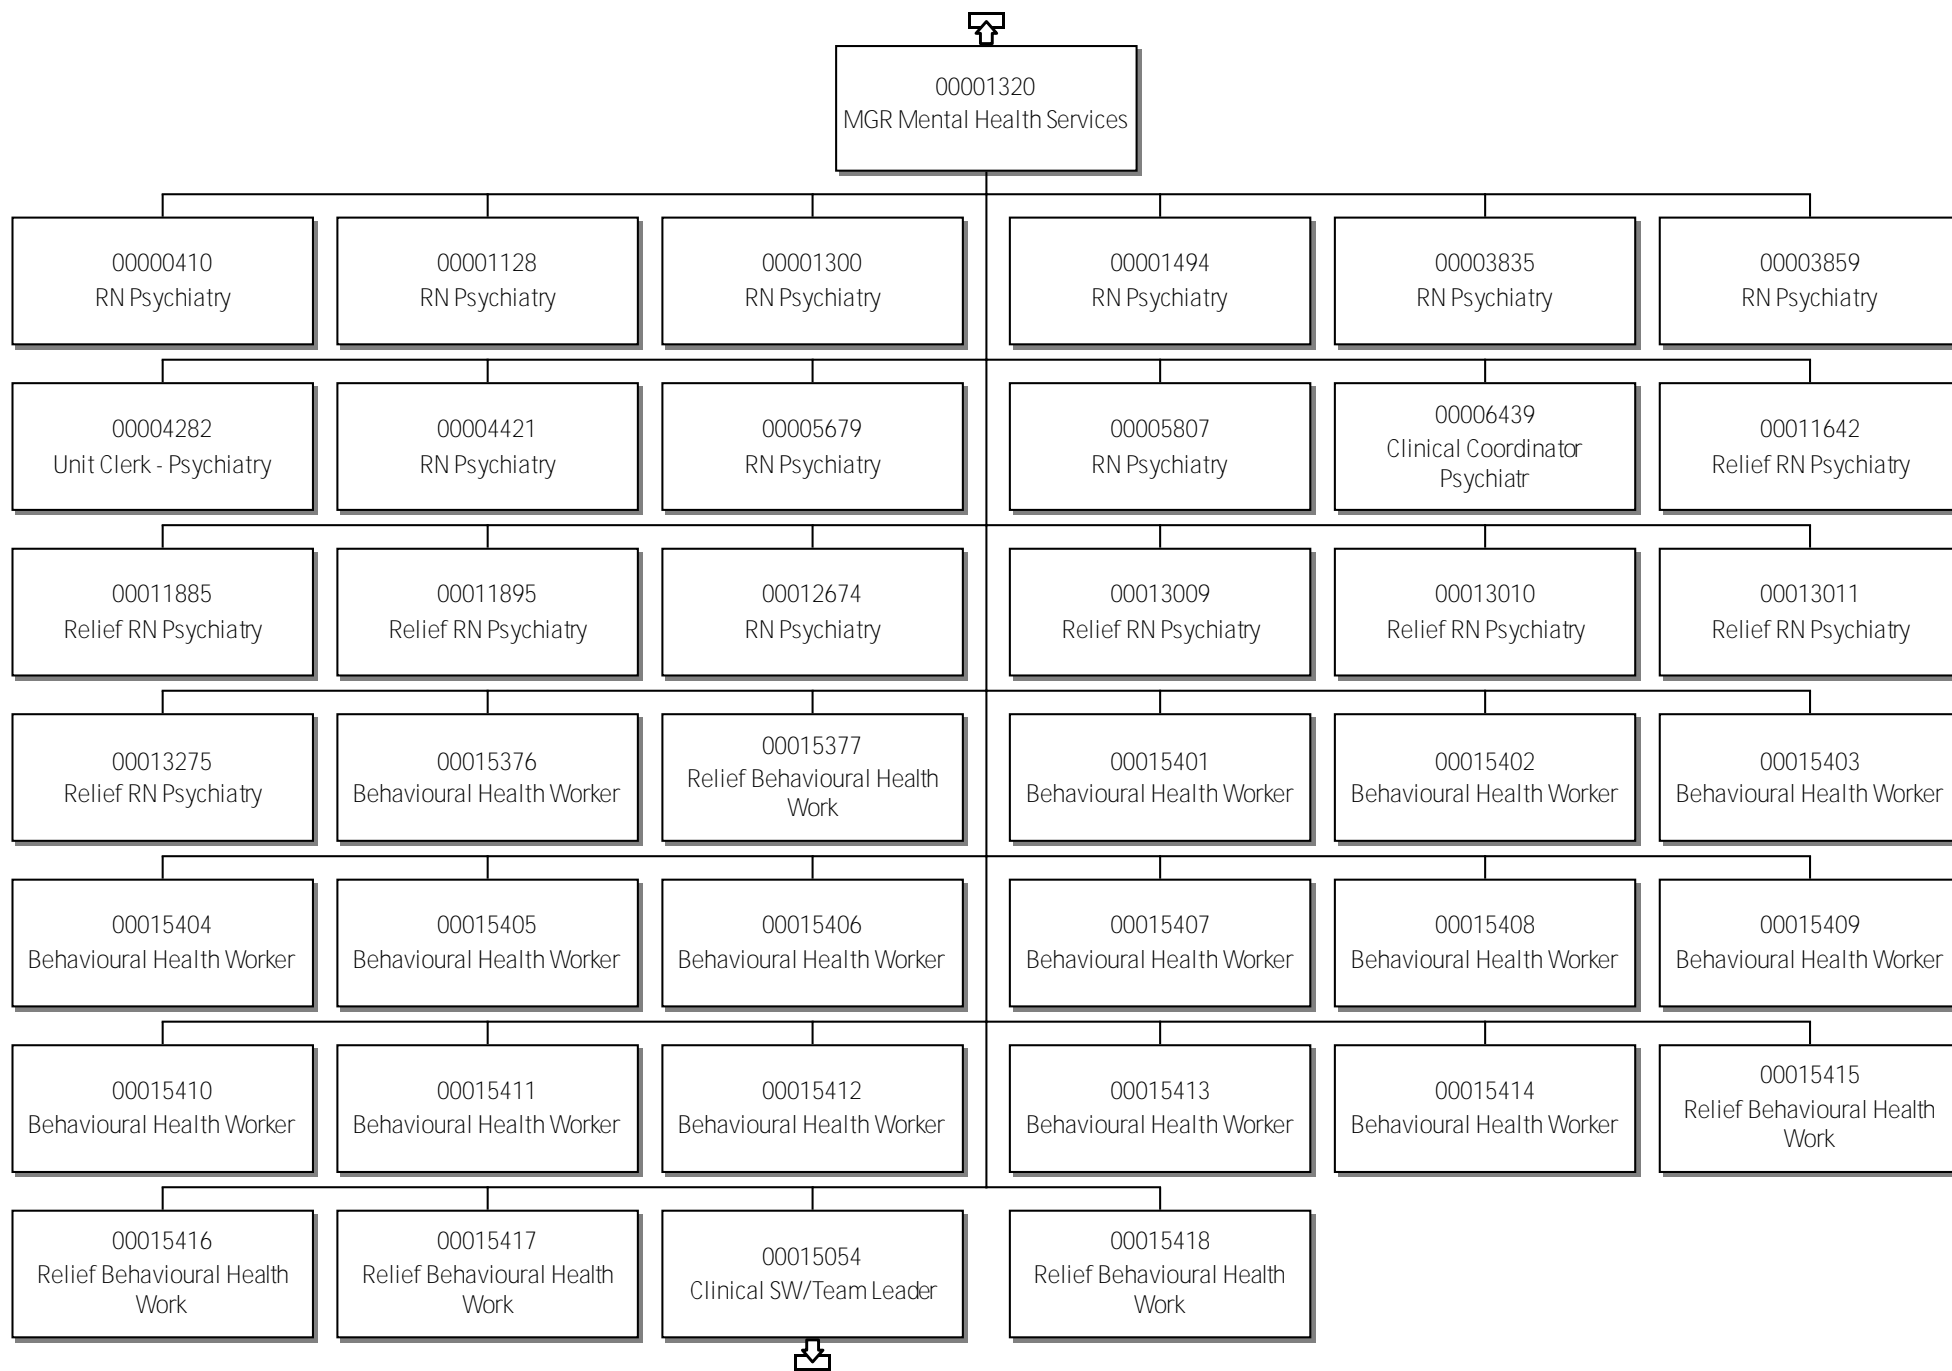 00001320
MGR Mental Health Services
00000410
RN Psychiatry
00001128
RN Psychiatry
00001300
RN Psychiatry
00001494
RN Psychiatry
00003835
RN Psychiatry
00003859
RN Psychiatry
00004282
Unit Clerk - Psychiatry
00004421
RN Psychiatry
00005679
RN Psychiatry
00005807
RN Psychiatry
00006439
Clinical Coordinator
Psychiatr
00011642
Relief RN Psychiatry
00011885
Relief RN Psychiatry
00011895
Relief RN Psychiatry
00012674
RN Psychiatry
00013009
Relief RN Psychiatry
00013010
Relief RN Psychiatry
00013011
Relief RN Psychiatry
00013275
Relief RN Psychiatry
00015376
Behavioural Health Worker
00015377
Relief Behavioural Health
Work
00015401
Behavioural Health Worker
00015402
Behavioural Health Worker
00015403
Behavioural Health Worker
00015404
Behavioural Health Worker
00015405
Behavioural Health Worker
00015406
Behavioural Health Worker
00015407
Behavioural Health Worker
00015408
Behavioural Health Worker
00015409
Behavioural Health Worker
00015410
Behavioural Health Worker
00015411
Behavioural Health Worker
00015412
Behavioural Health Worker
00015413
Behavioural Health Worker
00015414
Behavioural Health Worker
00015415
Relief Behavioural Health
Work
00015416
Relief Behavioural Health
Work
00015417
Relief Behavioural Health
Work
00015054
Clinical SW/Team Leader
00015418
Relief Behavioural Health
Work